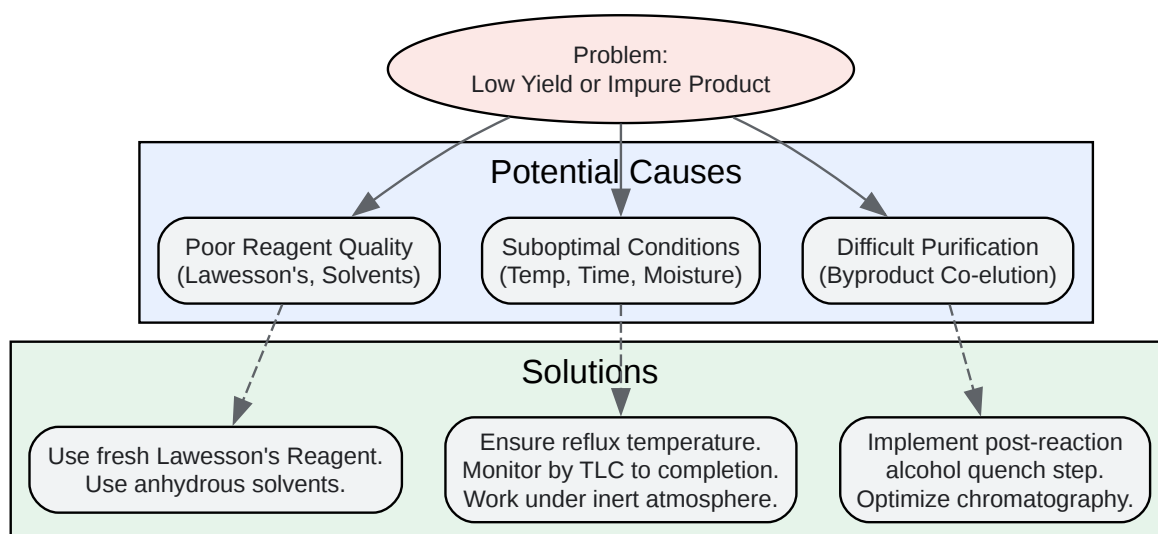 Problem:
Low Yield or Impure Product
Potential Causes
Poor Reagent Quality
(Lawesson's, Solvents)
Suboptimal Conditions
(Temp, Time, Moisture)
Difficult Purification
(Byproduct Co-elution)
Solutions
Use fresh Lawesson's Reagent.
Use anhydrous solvents.
Ensure reflux temperature.
Monitor by TLC to completion.
Work under inert atmosphere.
Implement post-reaction
alcohol quench step.
Optimize chromatography.